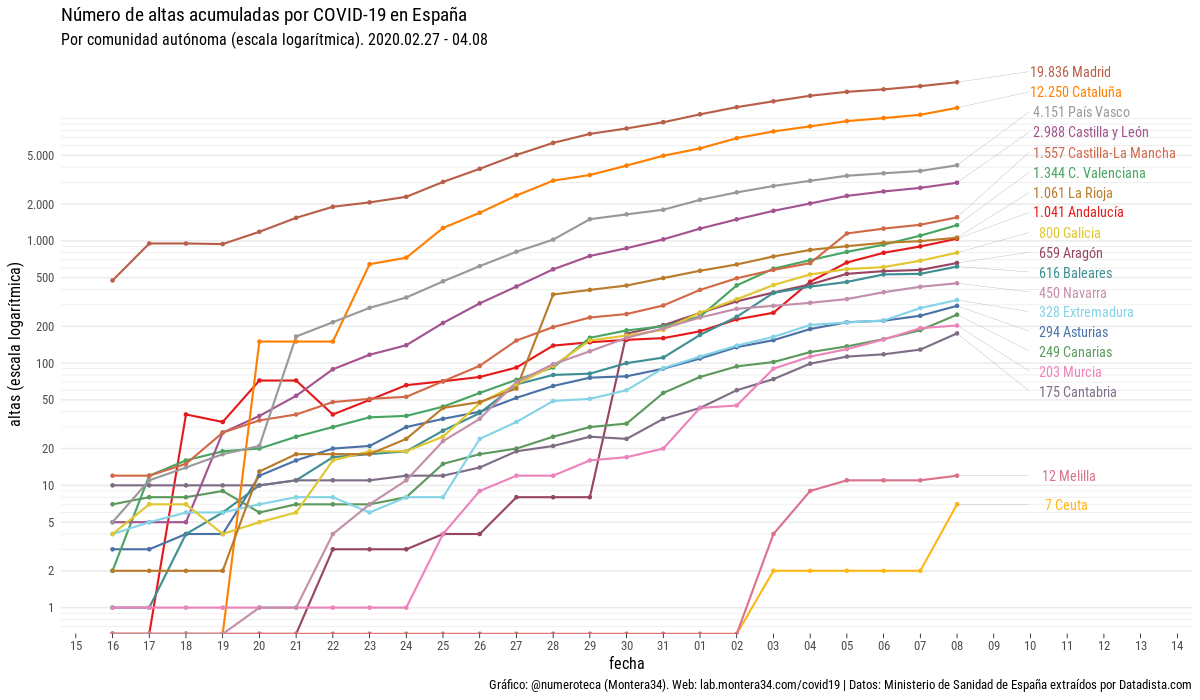 Número de altas acumuladas por COVID-19 en España
Por comunidad autónoma (escala logarítmica). 2020.02.27 - 04.08
altas (escala logarítmica)
5.000
2.000
1.000
500
200
100
50
20
10
5
2
1
19.836 Madrid
12.250 Cataluña
4.151 País Vasco
2.988 Castilla y León
1.557 Castilla-La Mancha
1.344 C. Valenciana
1.061 La Rioja
1.041 Andalucía
800 Galicia
659 Aragón
616 Baleares
450 Navarra
328 Extremadura
294 Asturias
249 Canarias
203 Murcia
175 Cantabria
12 Melilla
7 Ceuta
15 16 17 18 19 20 21 22 23 24 25 26 27 28 29 30 31 01 02 03 04 05 06 07 08 09 10 11 12 13 14
fecha
Gráfico: @numeroteca (Montera34). Web: lab.montera34.com/covid19 | Datos: Ministerio de Sanidad de España extraídos por Datadista.com